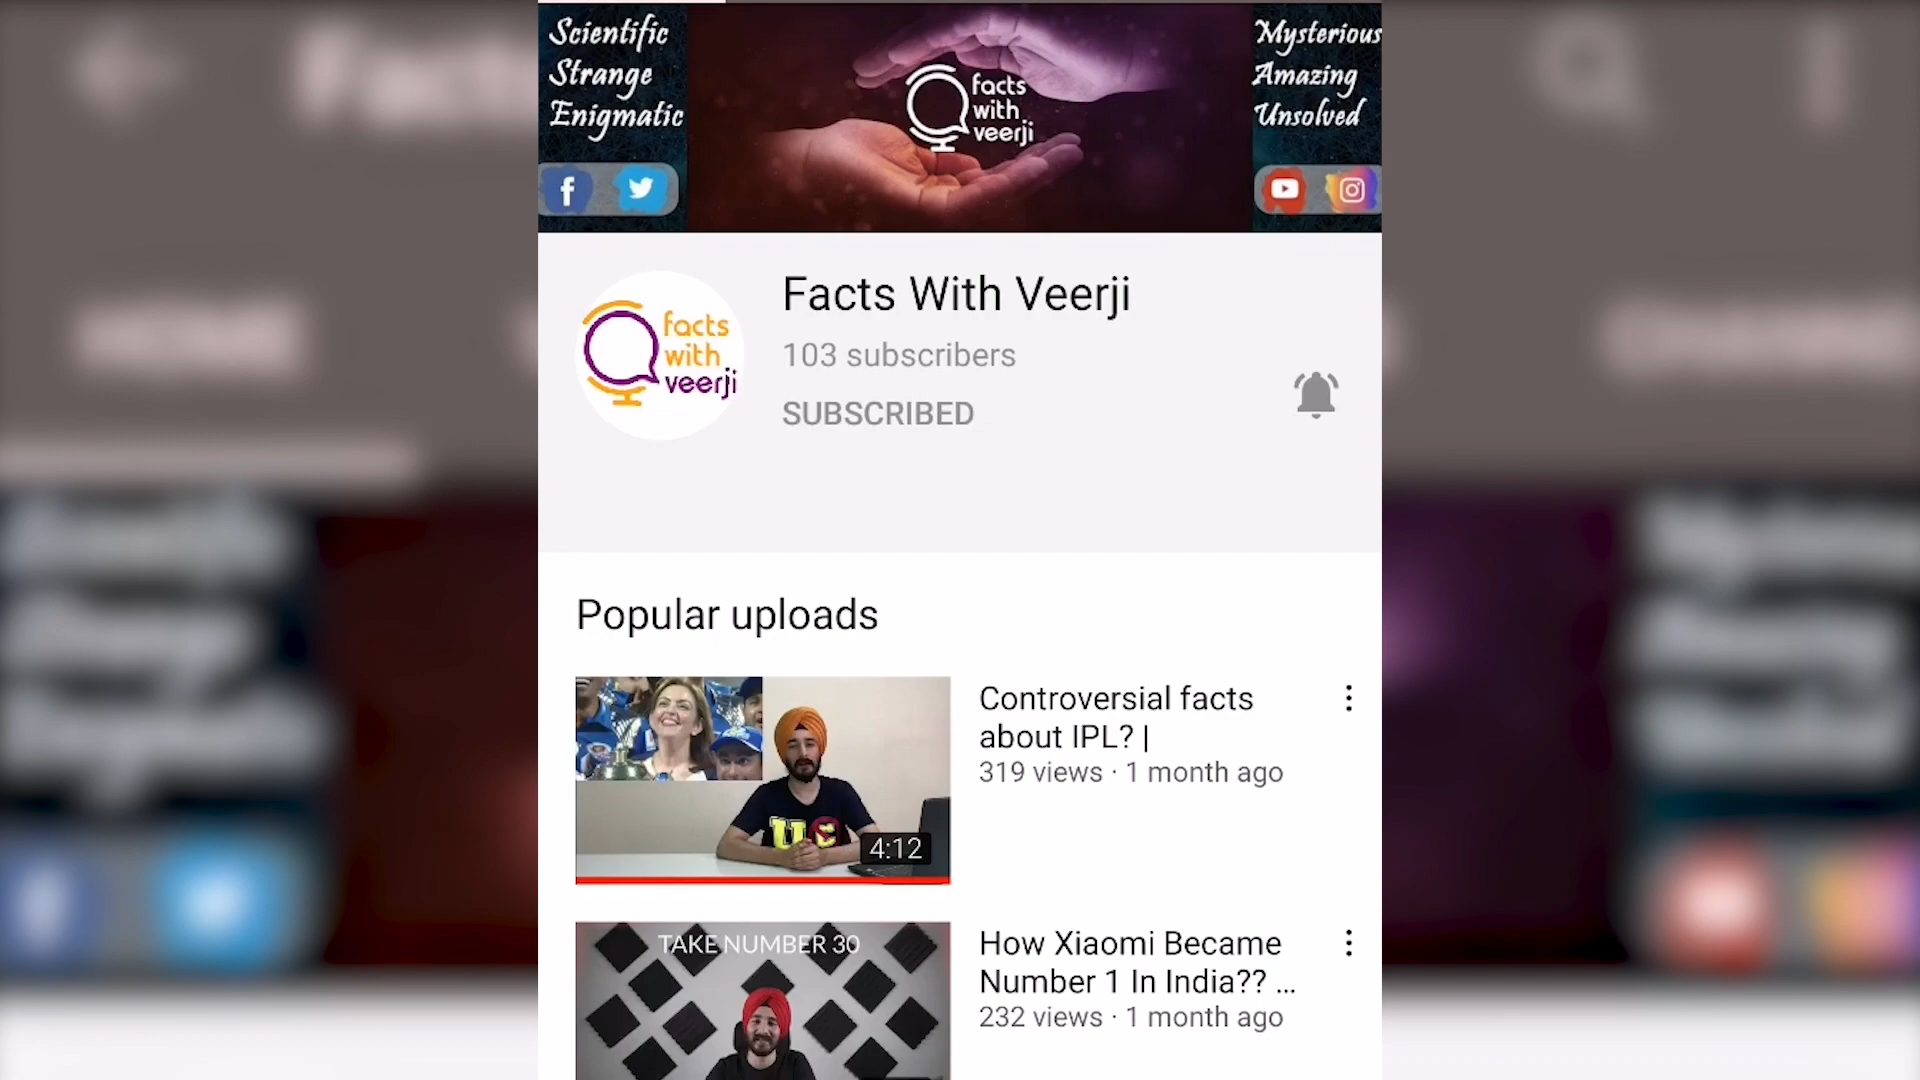 Scientific
Strange
Enigmatic
facts
with
veerji
Mysterious
Amazing
Unsolved
facts
with
veerji
Facts With Veerji
103 subscribers
SUBSCRIBED
Popular uploads
4:12
Controversial facts
about IPL? |
319 views · 1 month ago
TAKE NUMBER 30
How Xiaomi Became
Number 1 In India?? ...
232 views · 1 month ago